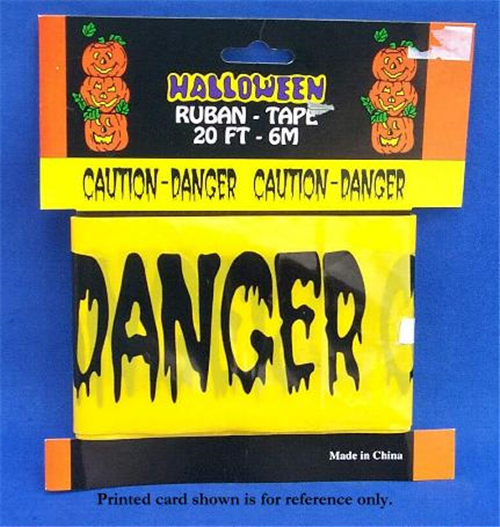 HALLOWEEN
RUBAN - TAPE
20 FT - 6M
CAUTION-DANGER CAUTION-DANGER
DANGER
Made in China
Printed card shown is for reference only.